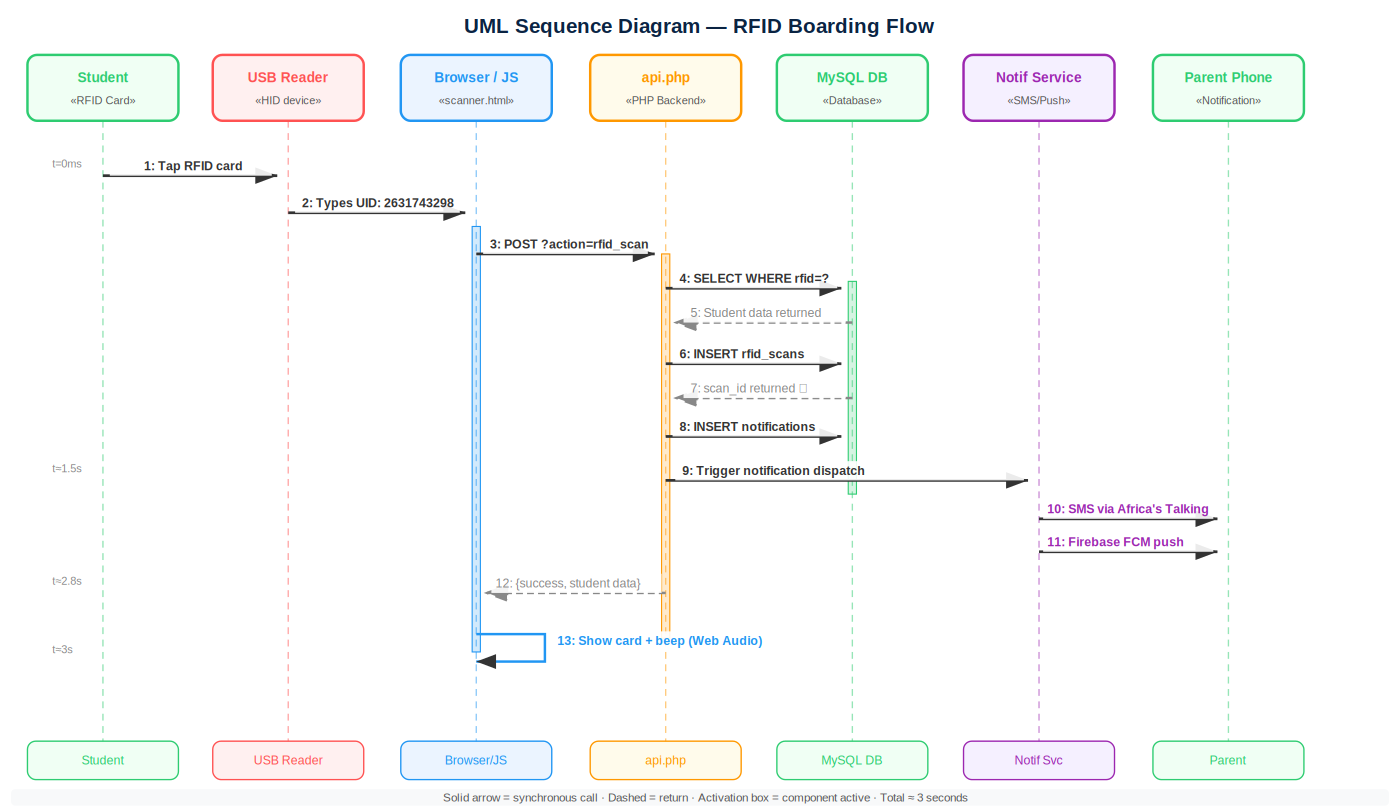 UML Sequence Diagram — RFID Boarding Flow
Student
«RFID Card»
USB Reader
«HID device»
Browser / JS
«scanner.html»
api.php
«PHP Backend»
MySQL DB
«Database»
Notif Service
«SMS/Push»
Parent Phone
«Notification»
t=0ms
1: Tap RFID card
2: Types UID: 2631743298
3: POST ?action=rfid_scan
4: SELECT WHERE rfid=?
5: Student data returned
6: INSERT rfid_scans
7: scan_id returned
8: INSERT notifications
t≈1.5s
9: Trigger notification dispatch
10: SMS via Africa's Talking
11: Firebase FCM push
t≈2.8s
12: {success, student data}
13: Show card + beep (Web Audio)
t≈3s
Student
USB Reader
Browser/JS
api.php
MySQL DB
Notif Svc
Parent
Solid arrow = synchronous call · Dashed = return · Activation box = component active · Total ≈ 3 seconds